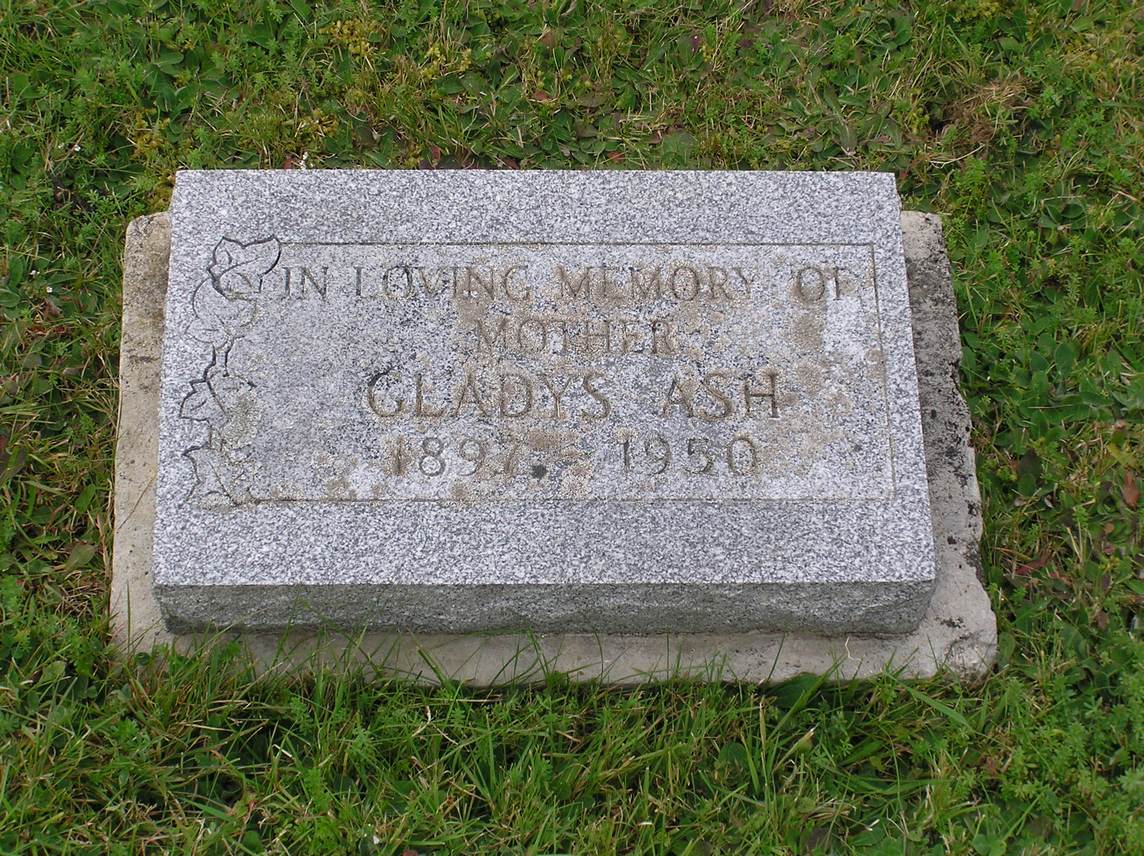 IN LOVING MEMORY OF
MOTHER
GLADYS ASH
1897 - 1950